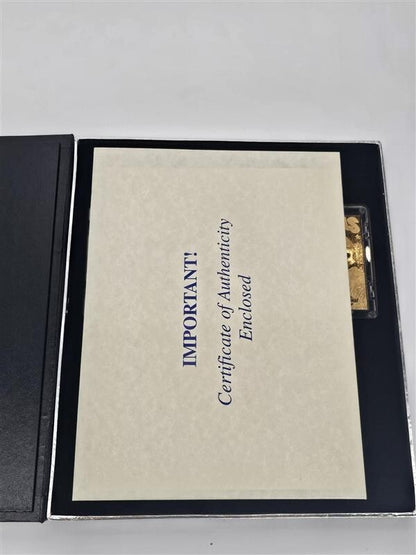 IMPORTANT!
Certificate of Authenticity
Enclosed